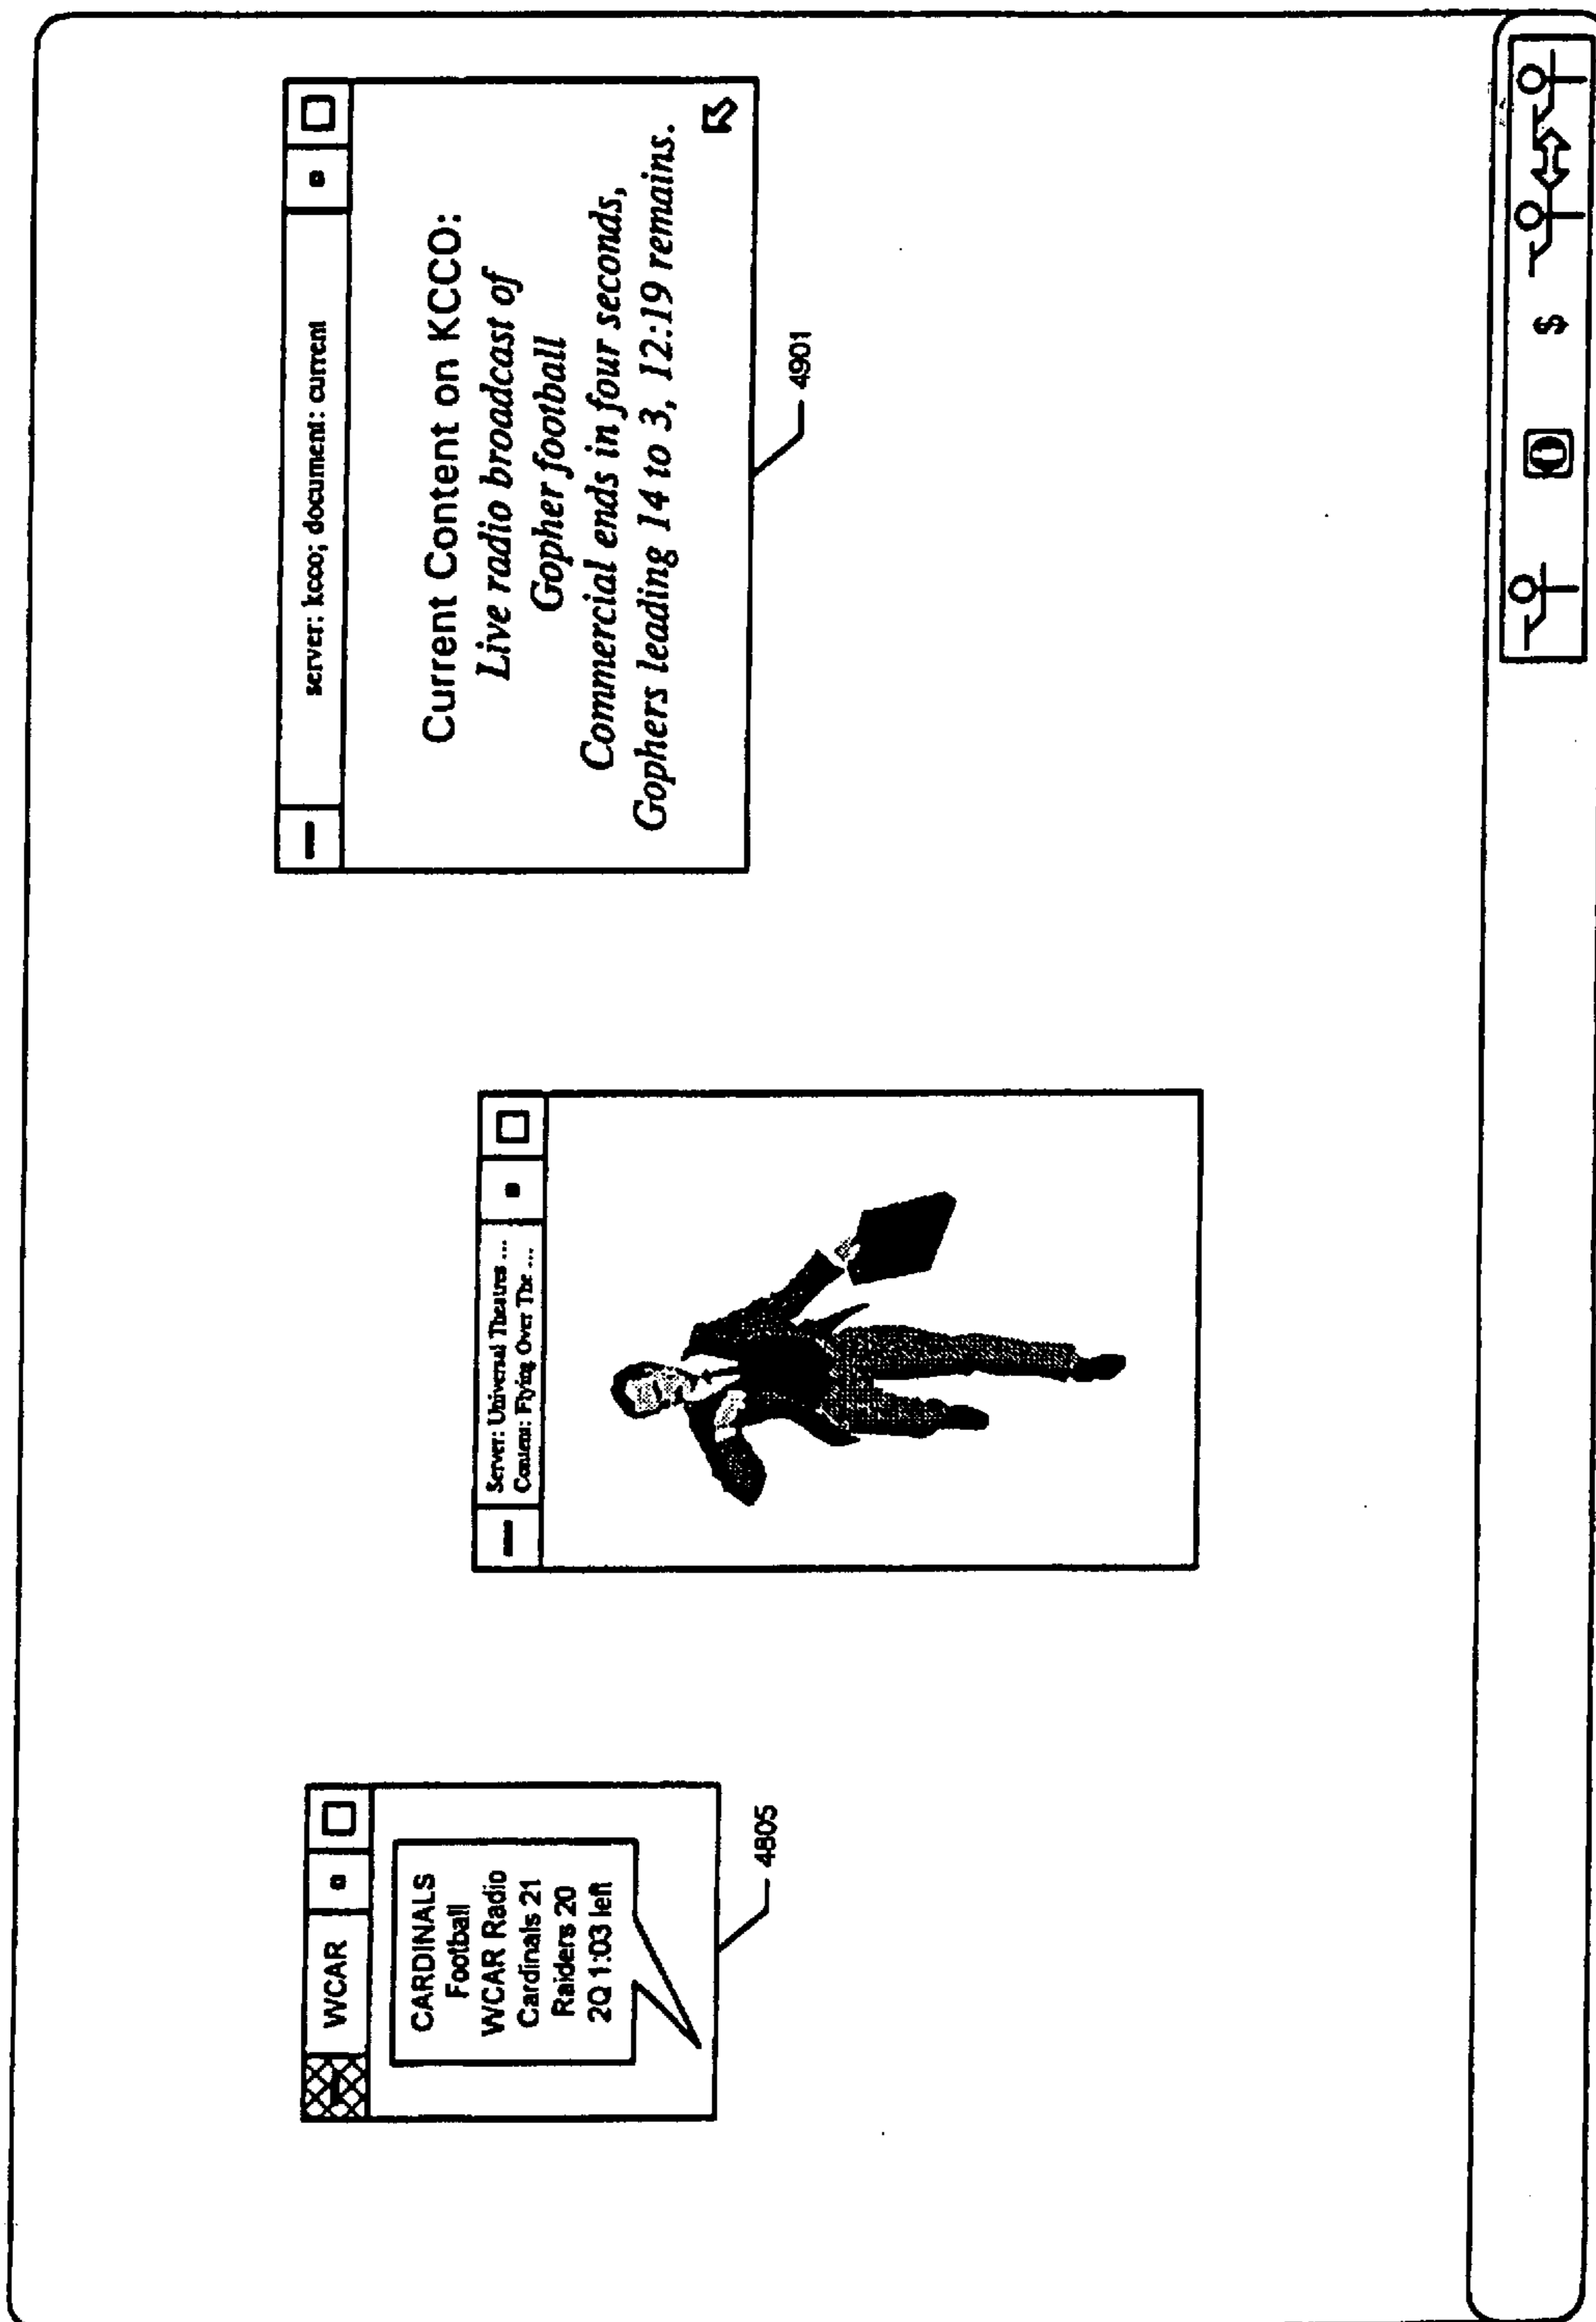 WCAR
CARDINALS
Football
WCAR Radio
Cardinals 21
Raiders 20
2Q 1:03 left
4805
Server: Universal Theatres ...
Content: Flying Over The ...
server: kcco; document: current
Current Content on KCCO:
Live radio broadcast of
Gopher football
Commercial ends in four seconds,
Gophers leading 14 to 3, 12:19 remains.
4901
$